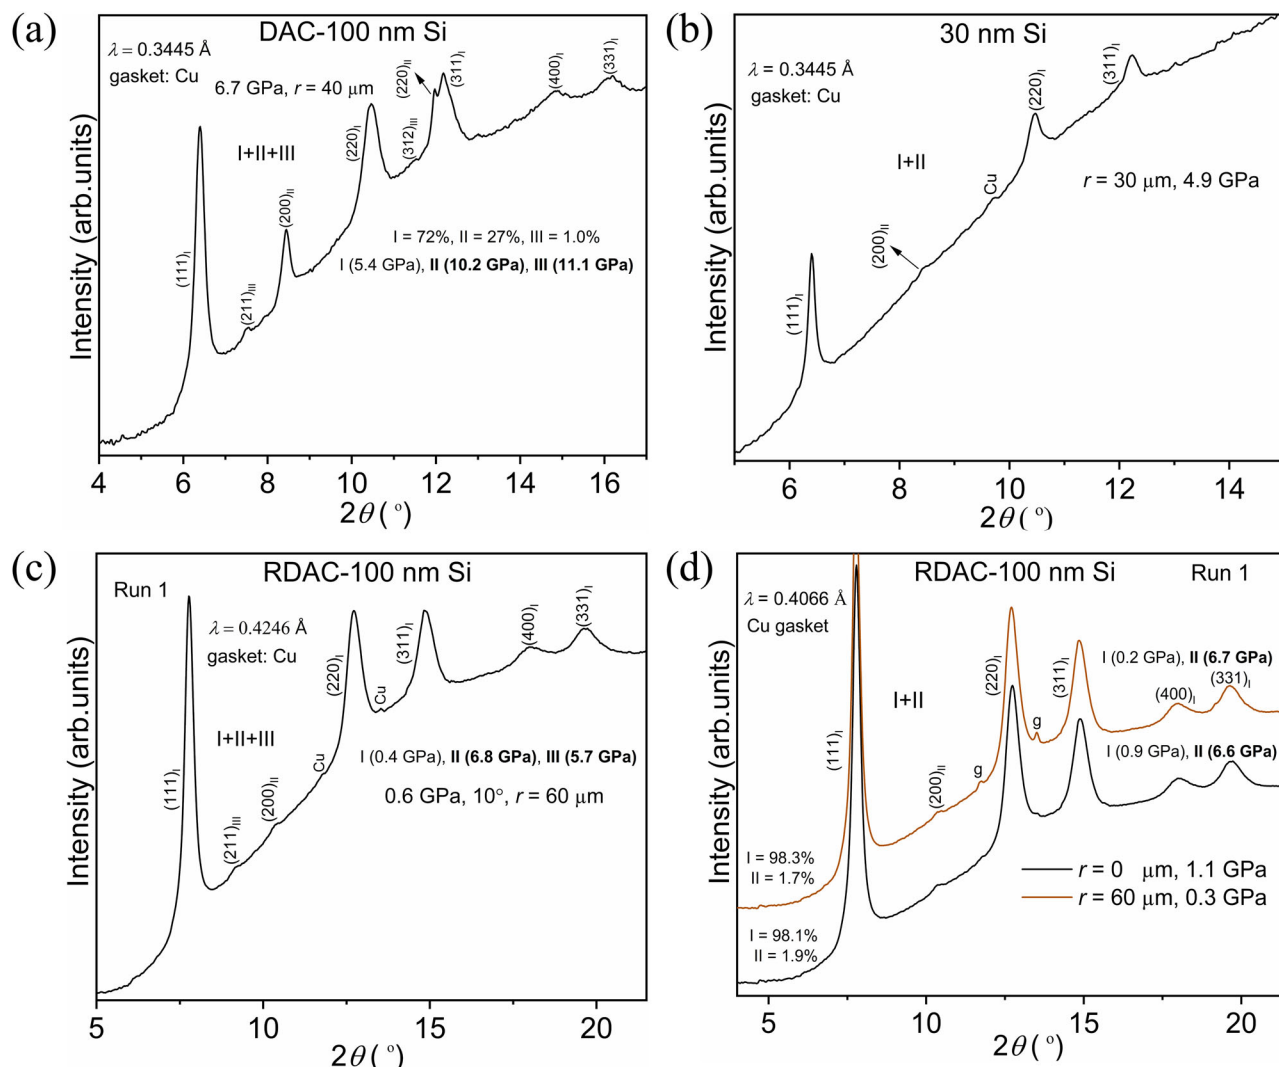 (a)
DAC-100 nm Si
λ = 0.3445 Å
gasket: Cu
6.7 GPa, r = 40 μm
I+II+III
(111)I
(211)III
(200)II
(220)I
(312)III
(220)II
(311)I
(400)I
(331)I
I = 72%, II = 27%, III = 1.0%
I (5.4 GPa), II (10.2 GPa), III (11.1 GPa)
Intensity (arb.units)
4 6 8 10 12 14 16
2θ ( °)
(b)
30 nm Si
λ = 0.3445 Å
gasket: Cu
I+II
r = 30 μm, 4.9 GPa
(111)I
(200)II
Cu
(220)I
(311)I
Intensity (arb.units)
6 8 10 12 14
2θ ( °)
(c)
RDAC-100 nm Si
Run 1
λ = 0.4246 Å
gasket: Cu
I+II+III
(111)I
(211)III
(200)II
Cu
(220)I
Cu
(311)I
(400)I
(331)I
I (0.4 GPa), II (6.8 GPa), III (5.7 GPa)
0.6 GPa, 10°, r = 60 μm
Intensity (arb.units)
5 10 15 20
2θ ( °)
(d)
RDAC-100 nm Si
Run 1
λ = 0.4066 Å
Cu gasket
I+II
(111)I
(200)II
g
(220)I
g
(311)I
(400)I
(331)I
I (0.2 GPa), II (6.7 GPa)
I (0.9 GPa), II (6.6 GPa)
I = 98.3%
II = 1.7%
I = 98.1%
II = 1.9%
r = 0 μm, 1.1 GPa
r = 60 μm, 0.3 GPa
Intensity (arb.units)
5 10 15 20
2θ ( °)